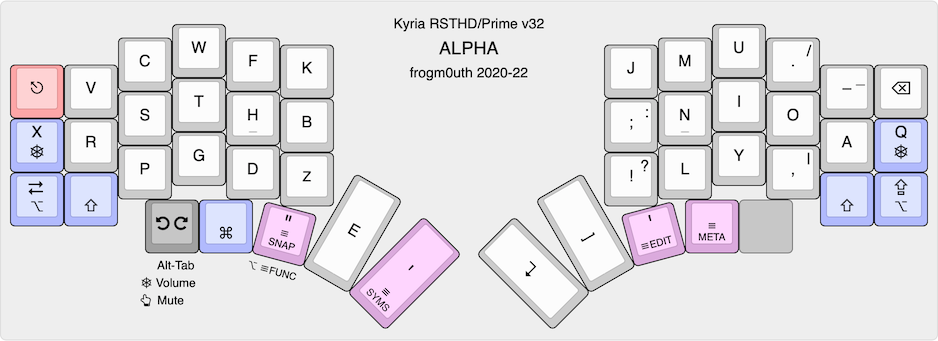 Kyria RSTHD/Prime v32
ALPHA
frogm0uth 2020-22
V C W F K
X R S T H B
P G D Z
J M U . /
; : N I O A Q
! ? L Y ,
" SNAP
FUNC
E
' SYMS
' EDIT
META
Alt-Tab
Volume
Mute